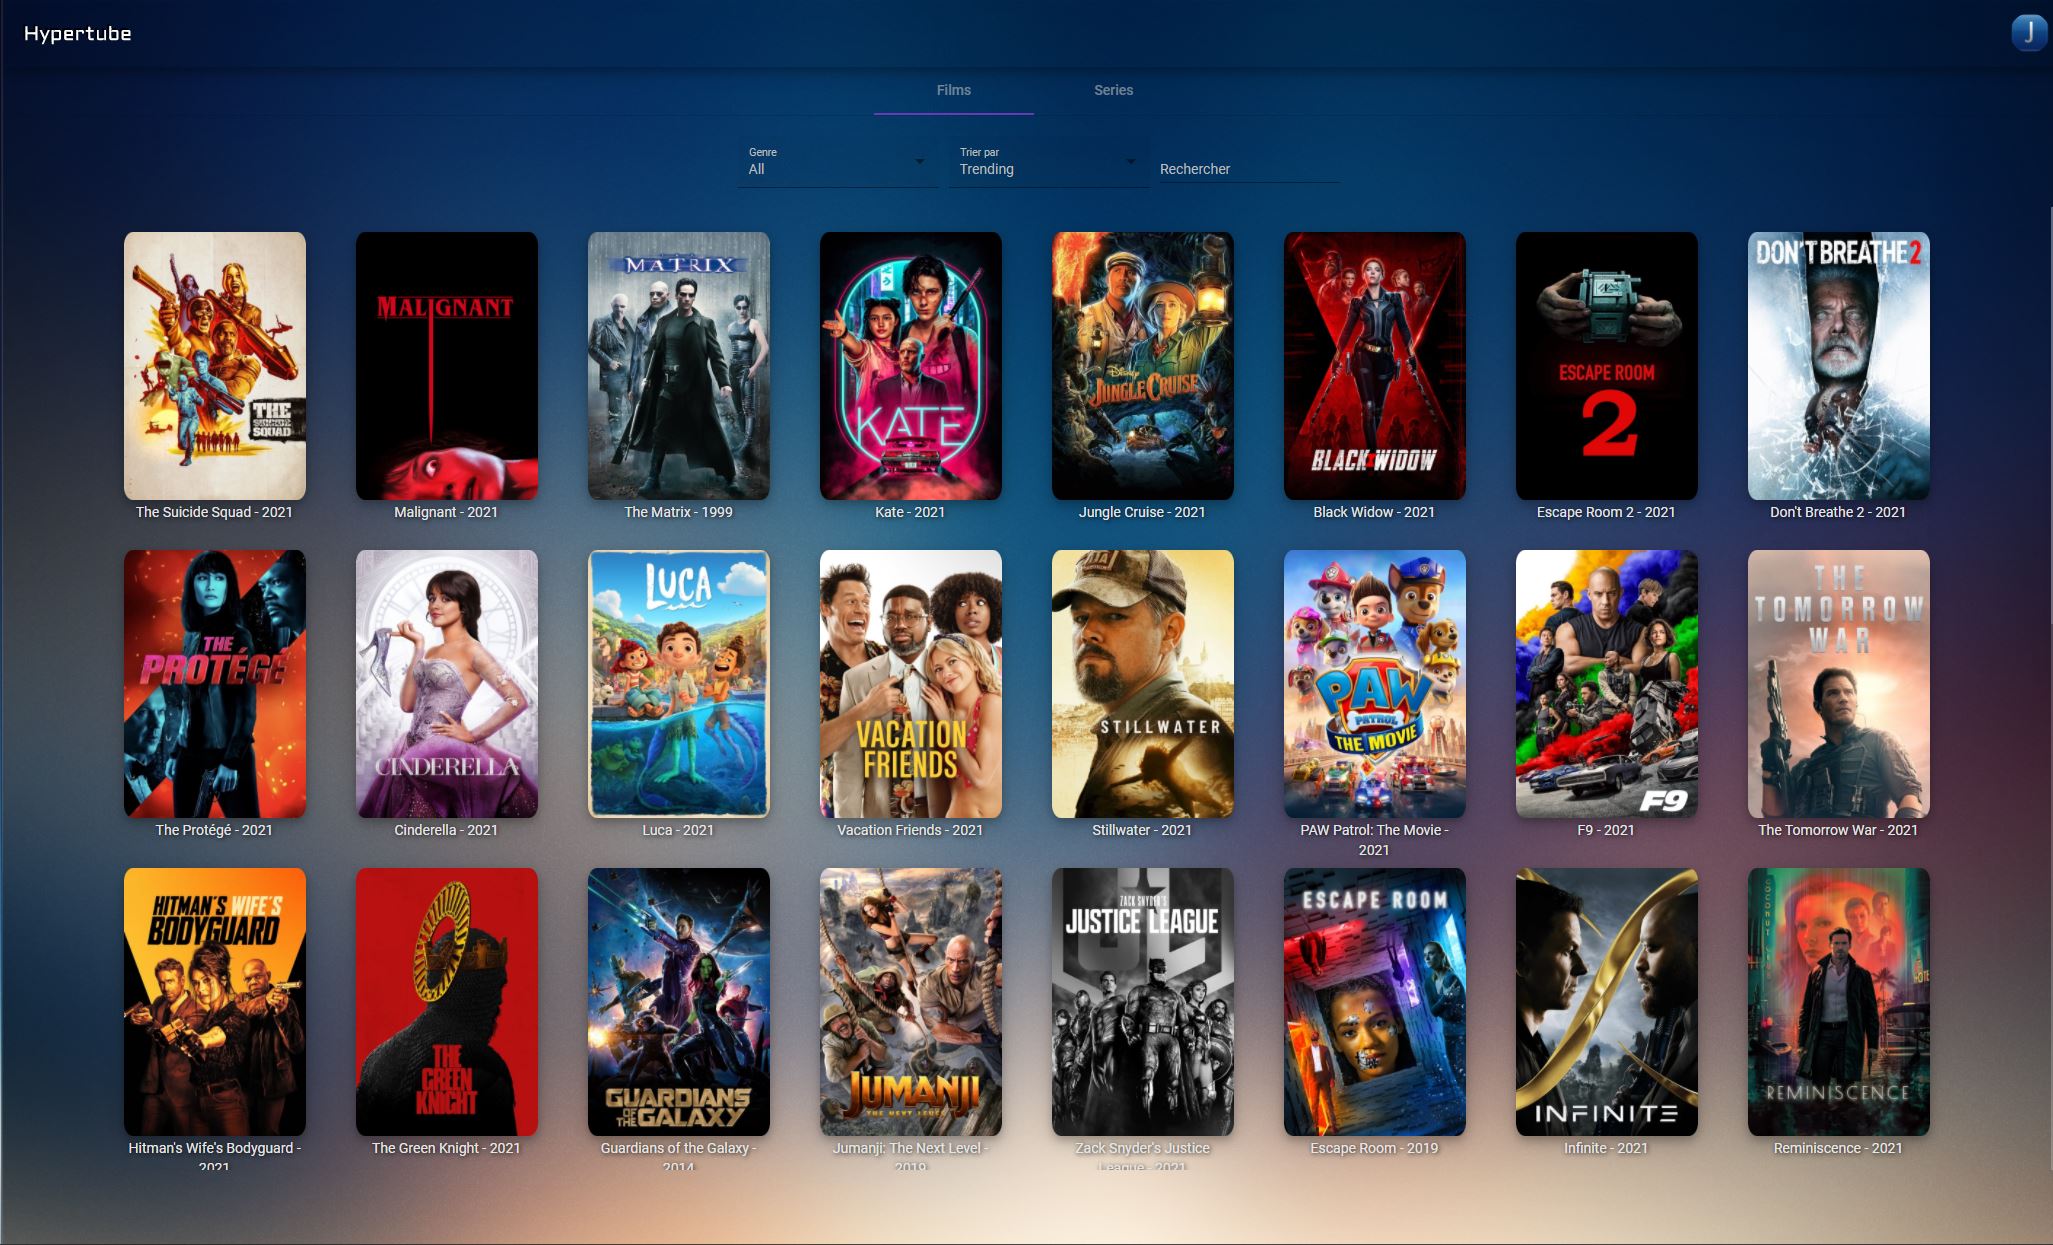 Hypertube
J
Films
Series
Genre
All
Trier par
Trending
Rechercher
THE
SUICIDE
SQUAD
MALIGNANT
MATRIX
KATE
Disney
JUNGLE CRUISE
BLACK WIDOW
ESCAPE ROOM
2
DON'T BREATHE 2
The Suicide Squad - 2021
Malignant - 2021
The Matrix - 1999
Kate - 2021
Jungle Cruise - 2021
Black Widow - 2021
Escape Room 2 - 2021
Don't Breathe 2 - 2021
THE
PROTÉGÉ
CINDERELLA
LUCA
VACATION
FRIENDS
STILLWATER
PAW
PATROL
THE MOVIE
F9
THE
TOMORROW
WAR
The Protégé - 2021
Cinderella - 2021
Luca - 2021
Vacation Friends - 2021
Stillwater - 2021
PAW Patrol: The Movie -
2021
F9 - 2021
The Tomorrow War - 2021
HITMAN'S WIFE'S
BODYGUARD
THE
GREEN
KNIGHT
GUARDIANS
OF THE GALAXY
JUMANJI
THE NEXT LEVEL
ZACK SNYDER'S
JUSTICE LEAGUE
ESCAPE ROOM
INFINITE
REMINISCENCE
Hitman's Wife's Bodyguard -
2021
The Green Knight - 2021
Guardians of the Galaxy -
2014
Jumanji: The Next Level -
2019
Zack Snyder's Justice
League - 2021
Escape Room - 2019
Infinite - 2021
Reminiscence - 2021